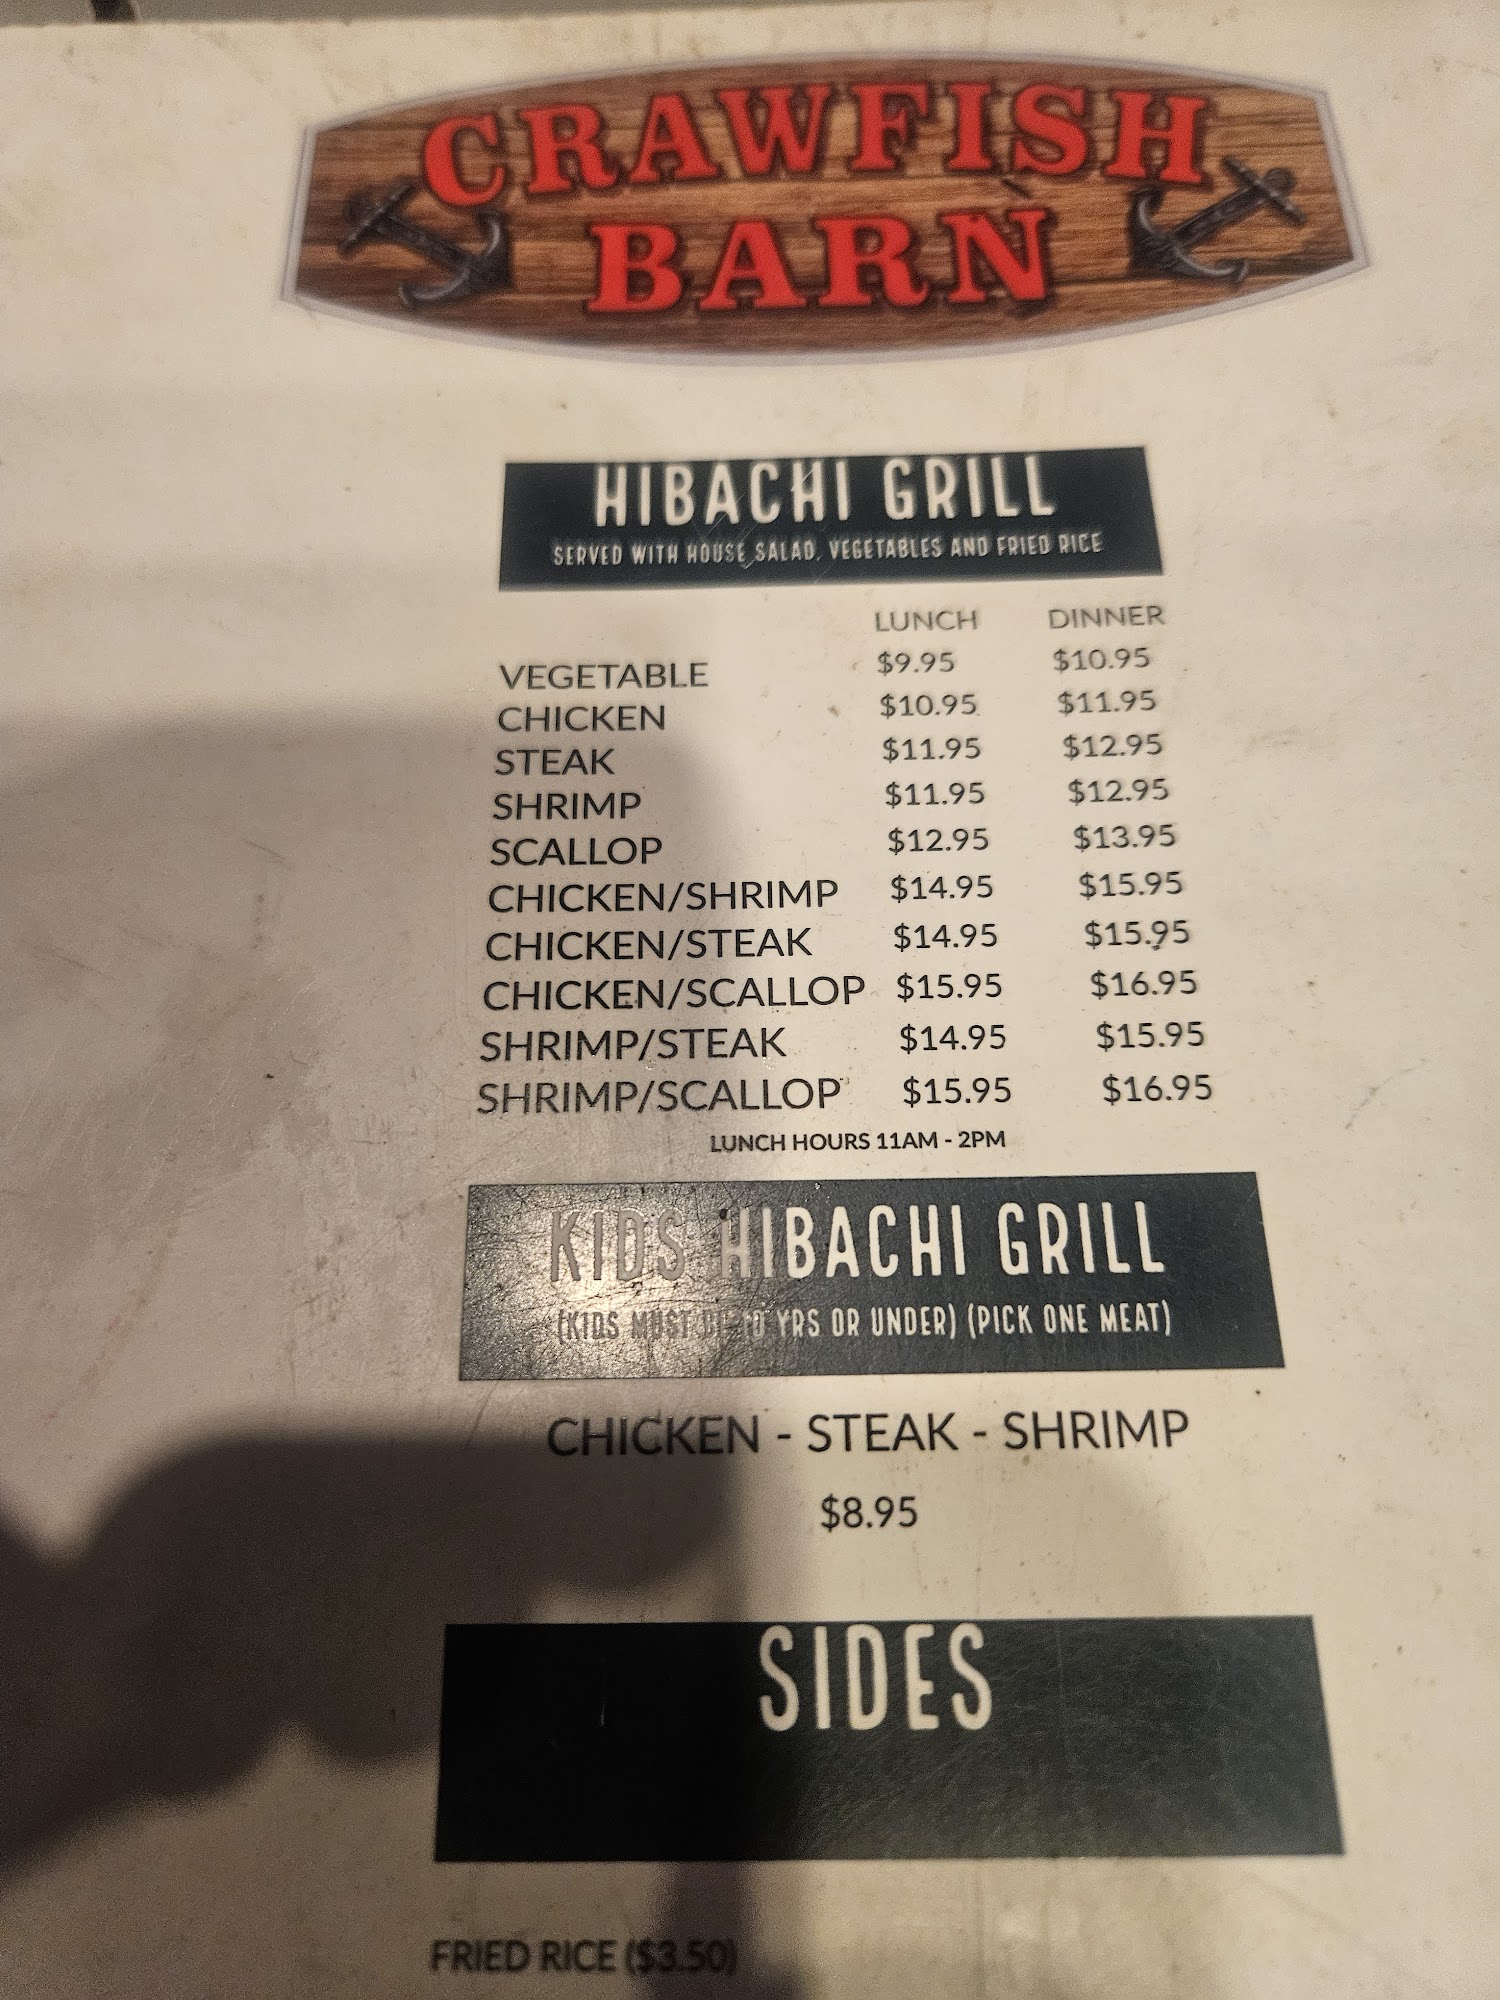 CRAWFISH
BARN
HIBACHI GRILL
SERVED WITH HOUSE SALAD, VEGETABLES AND FRIED RICE
LUNCH DINNER
VEGETABLE $9.95 $10.95
CHICKEN $10.95 $11.95
STEAK $11.95 $12.95
SHRIMP $11.95 $12.95
SCALLOP $12.95 $13.95
CHICKEN/SHRIMP $14.95 $15.95
CHICKEN/STEAK $14.95 $15.95
CHICKEN/SCALLOP $15.95 $16.95
SHRIMP/STEAK $14.95 $15.95
SHRIMP/SCALLOP $15.95 $16.95
LUNCH HOURS 11AM - 2PM
KIDS HIBACHI GRILL
(KIDS MUST BE 10 YRS OR UNDER) (PICK ONE MEAT)
CHICKEN - STEAK - SHRIMP
$8.95
SIDES
FRIED RICE ($3.50)